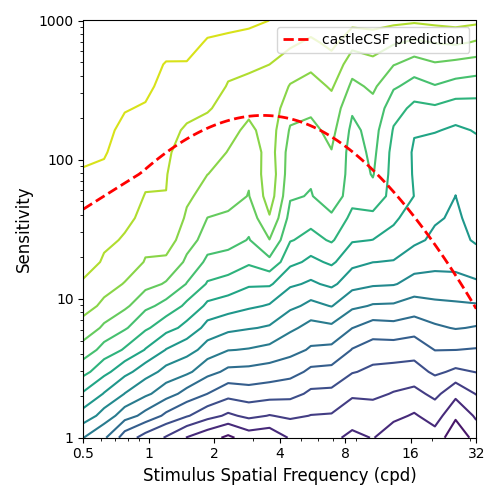 1000
castleCSF prediction
100
Sensitivity
10
1
0.5 1 2 4 8 16 32
Stimulus Spatial Frequency (cpd)